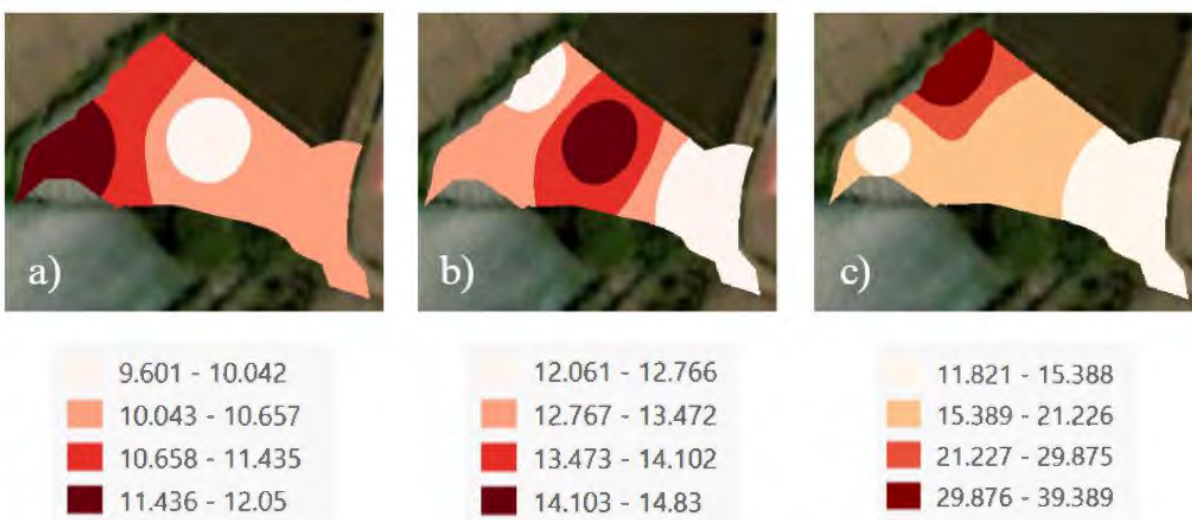 a)
b)
c)
9.601 - 10.042
10.043 - 10.657
10.658 - 11.435
11.436 - 12.05
12.061 - 12.766
12.767 - 13.472
13.473 - 14.102
14.103 - 14.83
11.821 - 15.388
15.389 - 21.226
21.227 - 29.875
29.876 - 39.389